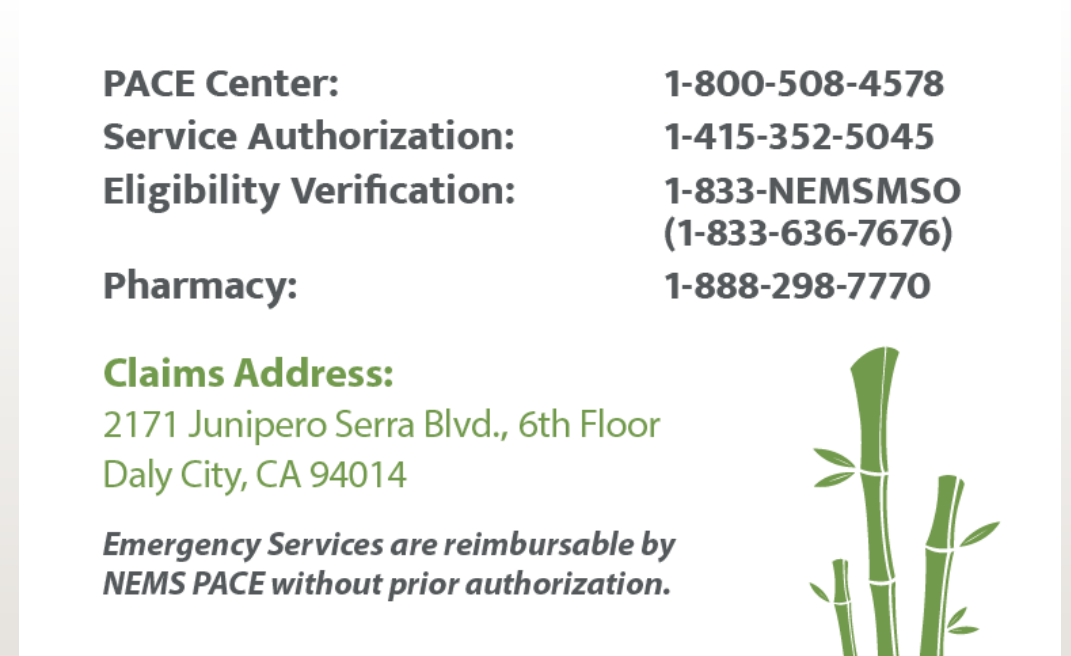 PACE Center: 1-800-508-4578
Service Authorization: 1-415-352-5045
Eligibility Verification: 1-833-NEMSMSO
(1-833-636-7676)
Pharmacy: 1-888-298-7770
Claims Address:
2171 Junipero Serra Blvd., 6th Floor
Daly City, CA 94014
Emergency Services are reimbursable by
NEMS PACE without prior authorization.